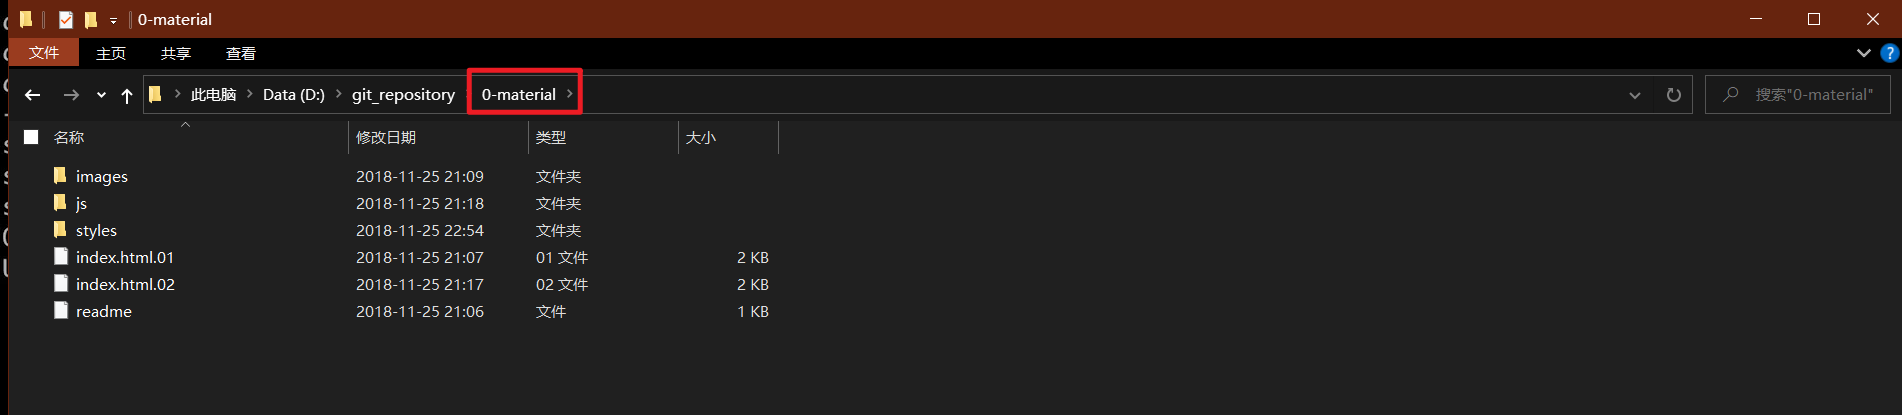 0-material
文件 主页 共享 查看
此电脑 Data (D:) git_repository 0-material 搜索"0-material"
名称 修改日期 类型 大小
images 2018-11-25 21:09 文件夹
js 2018-11-25 21:18 文件夹
styles 2018-11-25 22:54 文件夹
index.html.01 2018-11-25 21:07 01 文件 2 KB
index.html.02 2018-11-25 21:17 02 文件 2 KB
readme 2018-11-25 21:06 文件 1 KB